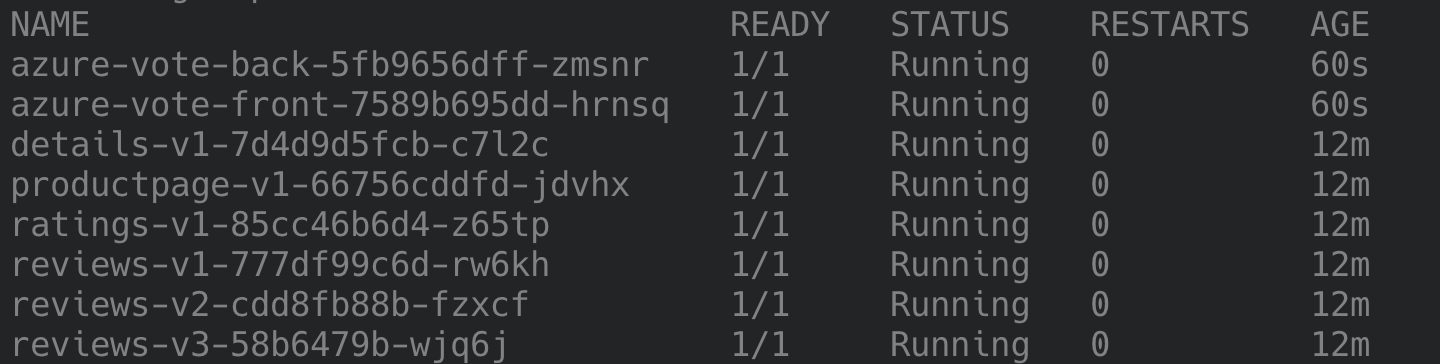 NAME READY STATUS RESTARTS AGE
azure-vote-back-5fb9656dff-zmsnr 1/1 Running 0 60s
azure-vote-front-7589b695dd-hrnsq 1/1 Running 0 60s
details-v1-7d4d9d5fcb-c7l2c 1/1 Running 0 12m
productpage-v1-66756cddfd-jdvhx 1/1 Running 0 12m
ratings-v1-85cc46b6d4-z65tp 1/1 Running 0 12m
reviews-v1-777df99c6d-rw6kh 1/1 Running 0 12m
reviews-v2-cdd8fb88b-fzxcf 1/1 Running 0 12m
reviews-v3-58b6479b-wjq6j 1/1 Running 0 12m